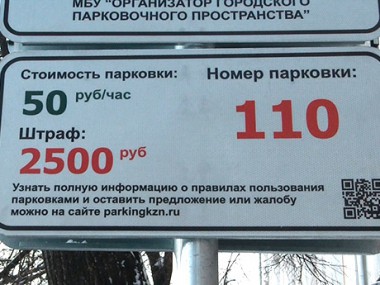 МБУ "ОРГАНИЗАТОР ГОРОДСКОГО
ПАРКОВОЧНОГО ПРОСТРАНСТВА"
Стоимость парковки:
50 руб/час
Штраф:
2500 руб
Номер парковки:
110
Узнать полную информацию о правилах пользования
парковками и оставить предложение или жалобу
можно на сайте parkingkzn.ru